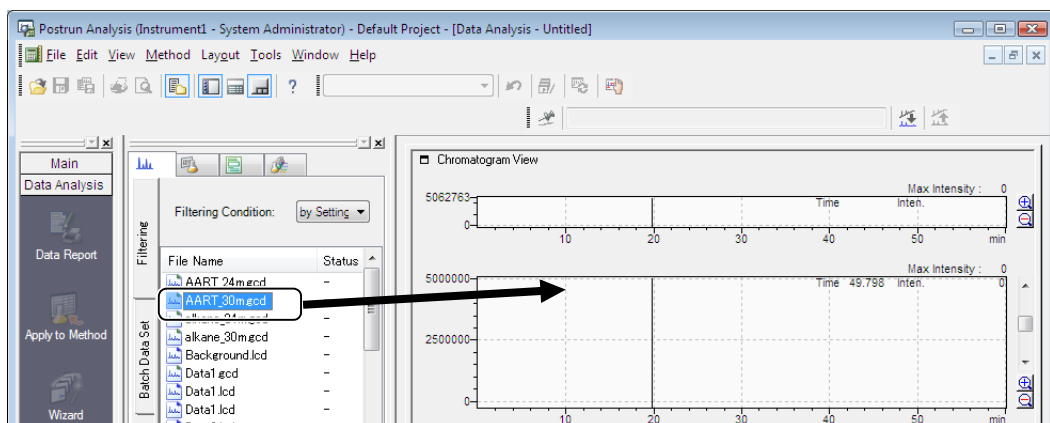 Postrun Analysis (Instrument1 - System Administrator) - Default Project - [Data Analysis - Untitled]
File Edit View Method Layout Tools Window Help
Main
Data Analysis
Data Report
Apply to Method
Wizard
Filtering
Batch Data Set
Filtering Condition: by Setting
File Name Status
AART_24m.gcd -
AART_30m.gcd
alkane_24m.gcd -
alkane_30m.gcd -
Background.lcd -
Data1.gcd -
Data1.lcd -
Data1.lcd -
Chromatogram View
Max Intensity : 0
5062763 Time Inten.
0
10 20 30 40 50 min
Max Intensity : 0
5000000 Time 49.798 Inten. 0
2500000
0
10 20 30 40 50 min